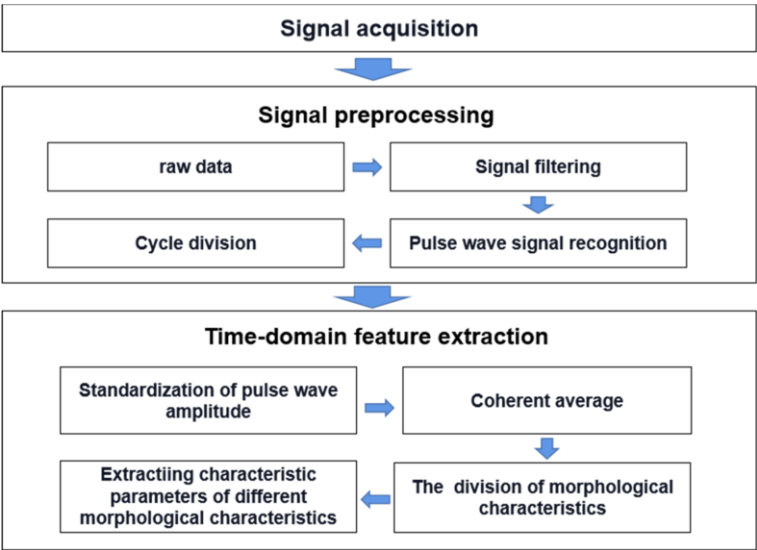 Signal acquisition
Signal preprocessing
raw data
Signal filtering
Cycle division
Pulse wave signal recognition
Time-domain feature extraction
Standardization of pulse wave
amplitude
Coherent average
Extractiing characteristic
parameters of different
morphological characteristics
The division of morphological
characteristics